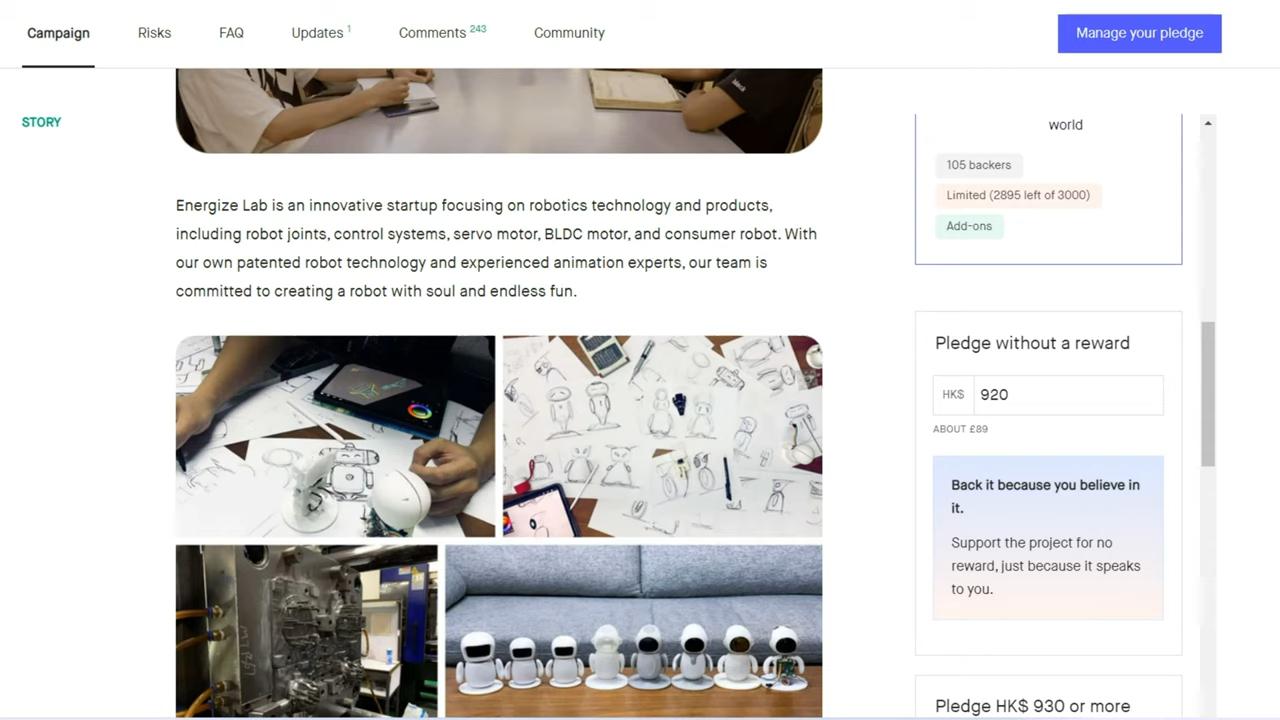 Campaign
Risks
FAQ
Updates 1
Comments 243
Community
Manage your pledge
STORY
Energize Lab is an innovative startup focusing on robotics technology and products,
including robot joints, control systems, servo motor, BLDC motor, and consumer robot. With
our own patented robot technology and experienced animation experts, our team is
committed to creating a robot with soul and endless fun.
world
105 backers
Limited (2895 left of 3000)
Add-ons
Pledge without a reward
HK$ 920
ABOUT £89
Back it because you believe in
it.
Support the project for no
reward, just because it speaks
to you.
Pledge HK$ 930 or more